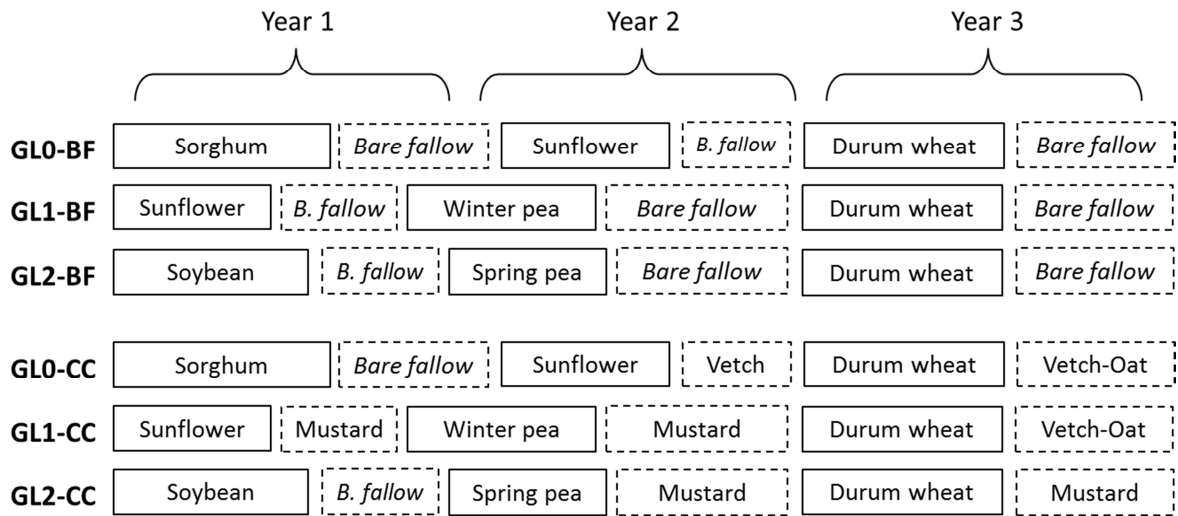 Year 1 Year 2 Year 3
GL0-BF Sorghum Bare fallow Sunflower B. fallow Durum wheat Bare fallow
GL1-BF Sunflower B. fallow Winter pea Bare fallow Durum wheat Bare fallow
GL2-BF Soybean B. fallow Spring pea Bare fallow Durum wheat Bare fallow
GL0-CC Sorghum Bare fallow Sunflower Vetch Durum wheat Vetch-Oat
GL1-CC Sunflower Mustard Winter pea Mustard Durum wheat Vetch-Oat
GL2-CC Soybean B. fallow Spring pea Mustard Durum wheat Mustard